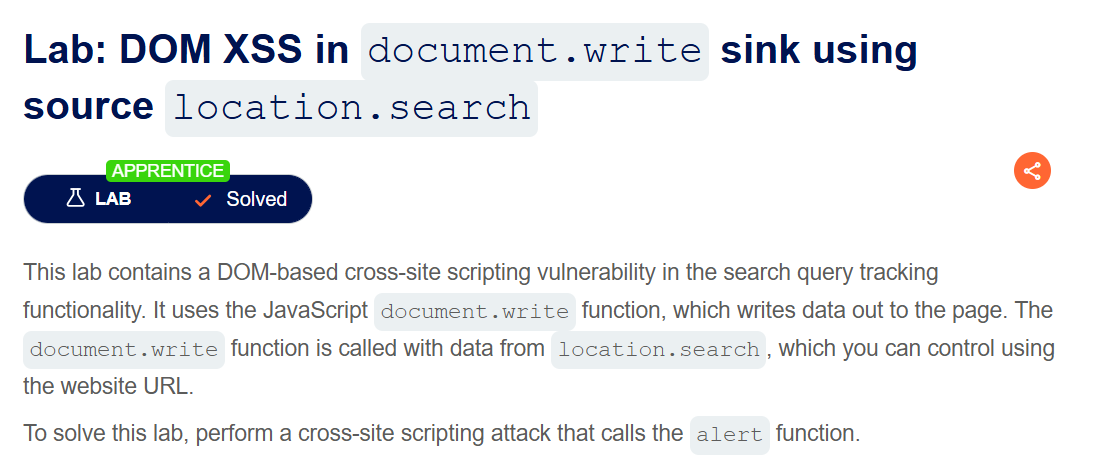 Lab: DOM XSS in document.write sink using
source location.search
APPRENTICE
LAB Solved
This lab contains a DOM-based cross-site scripting vulnerability in the search query tracking
functionality. It uses the JavaScript document.write function, which writes data out to the page. The
document.write function is called with data from location.search, which you can control using
the website URL.
To solve this lab, perform a cross-site scripting attack that calls the alert function.